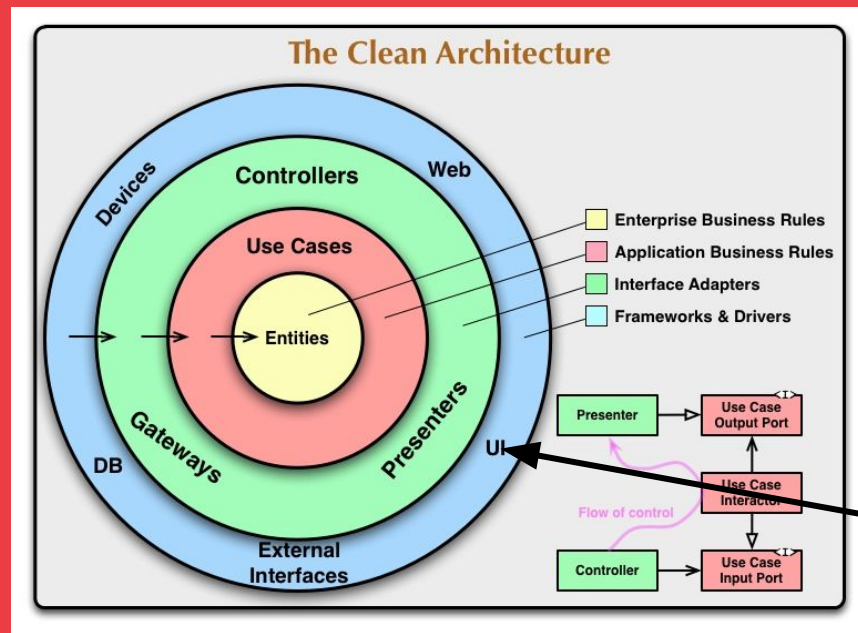 The Clean Architecture
Devices
Controllers
Web
Use Cases
Entities
Gateways
Presenters
DB
UI
External
Interfaces
Enterprise Business Rules
Application Business Rules
Interface Adapters
Frameworks & Drivers
Presenter
<I>
Use Case
Output Port
Use Case
Interactor
Flow of control
Controller
<I>
Use Case
Input Port